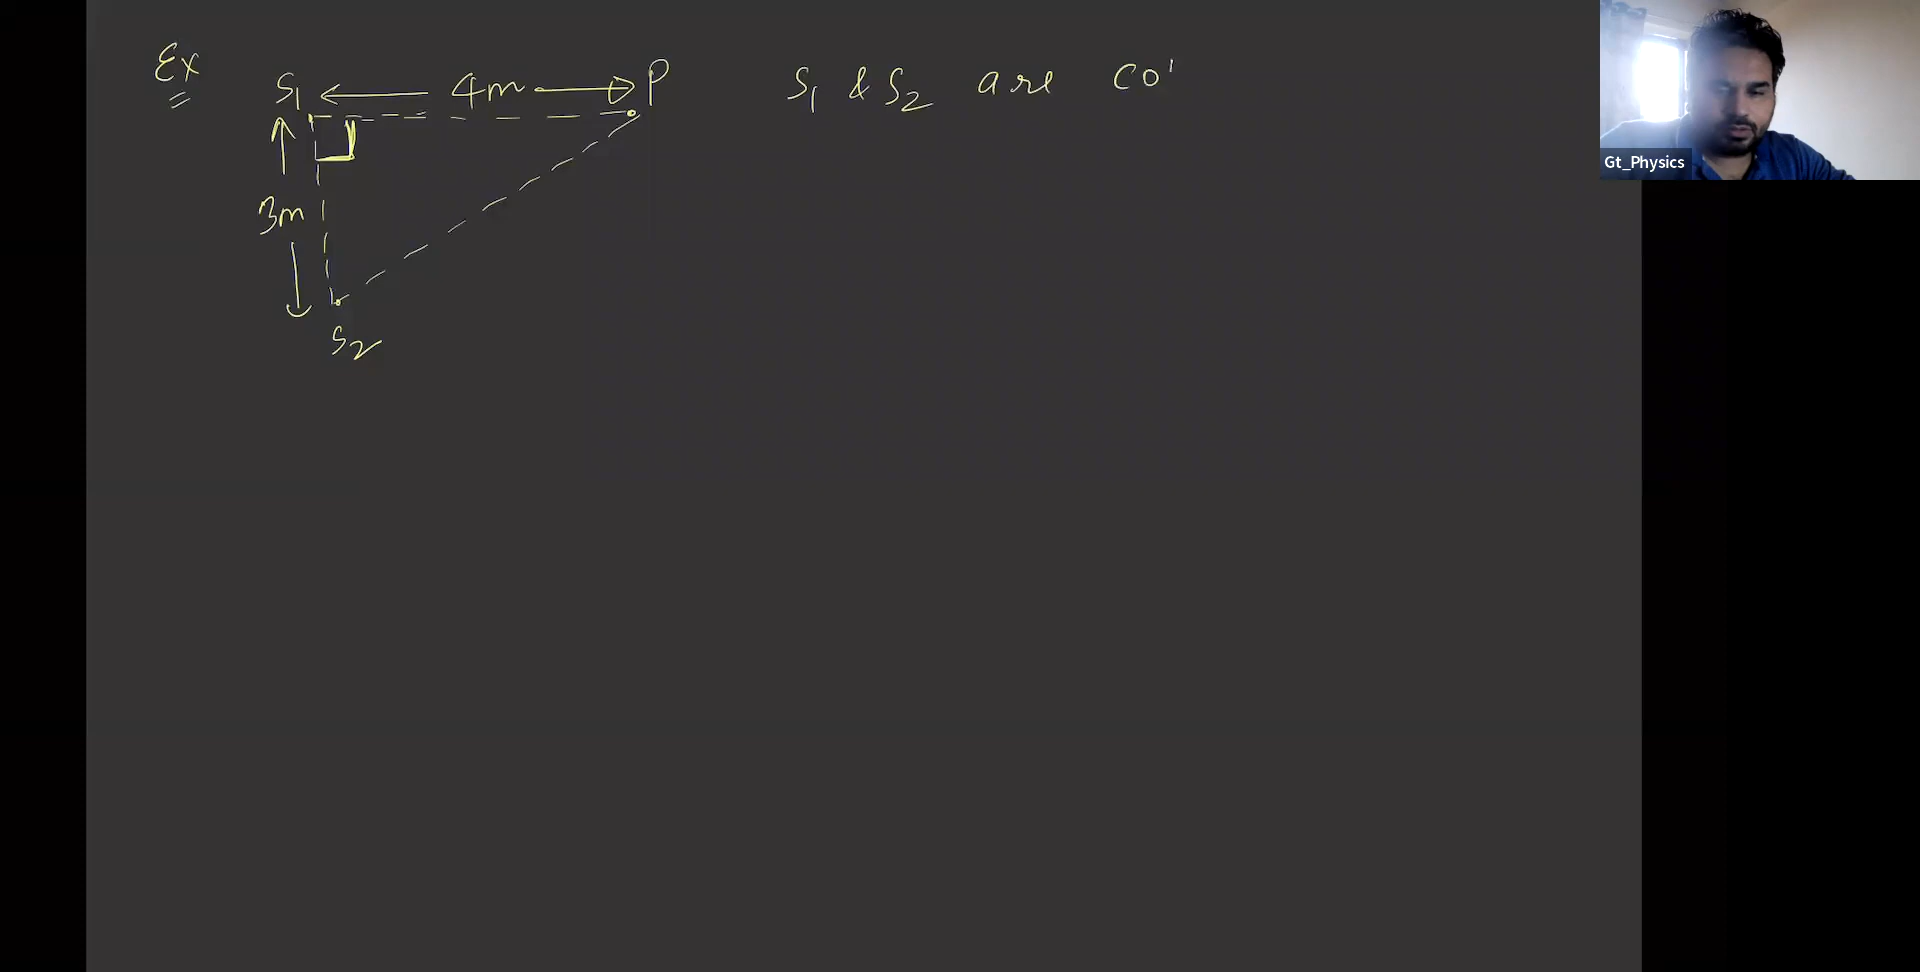 Ex
S1 4m P S1 & S2 are co
3m
S2
Gt_Physics